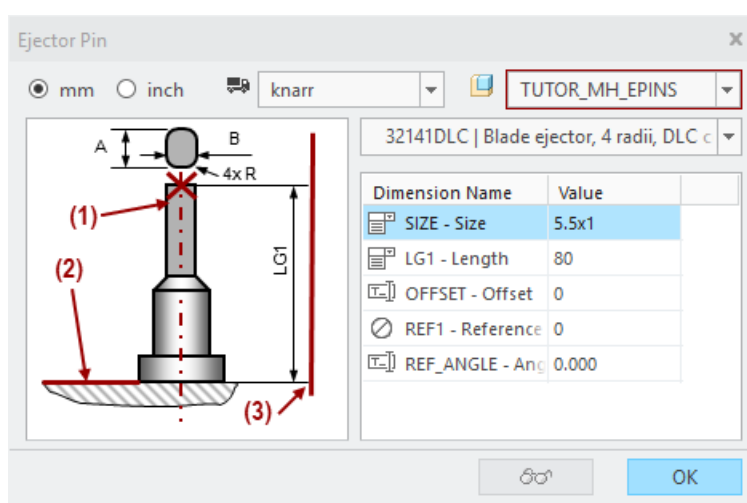 Ejector Pin
mm inch knarr TUTOR_MH_EPINS
32141DLC | Blade ejector, 4 radii, DLC c
A B
4x R
(1)
(2)
LG1
(3)
Dimension Name Value
SIZE - Size 5.5x1
LG1 - Length 80
OFFSET - Offset 0
REF1 - Reference 0
REF_ANGLE - Ang 0.000
OK